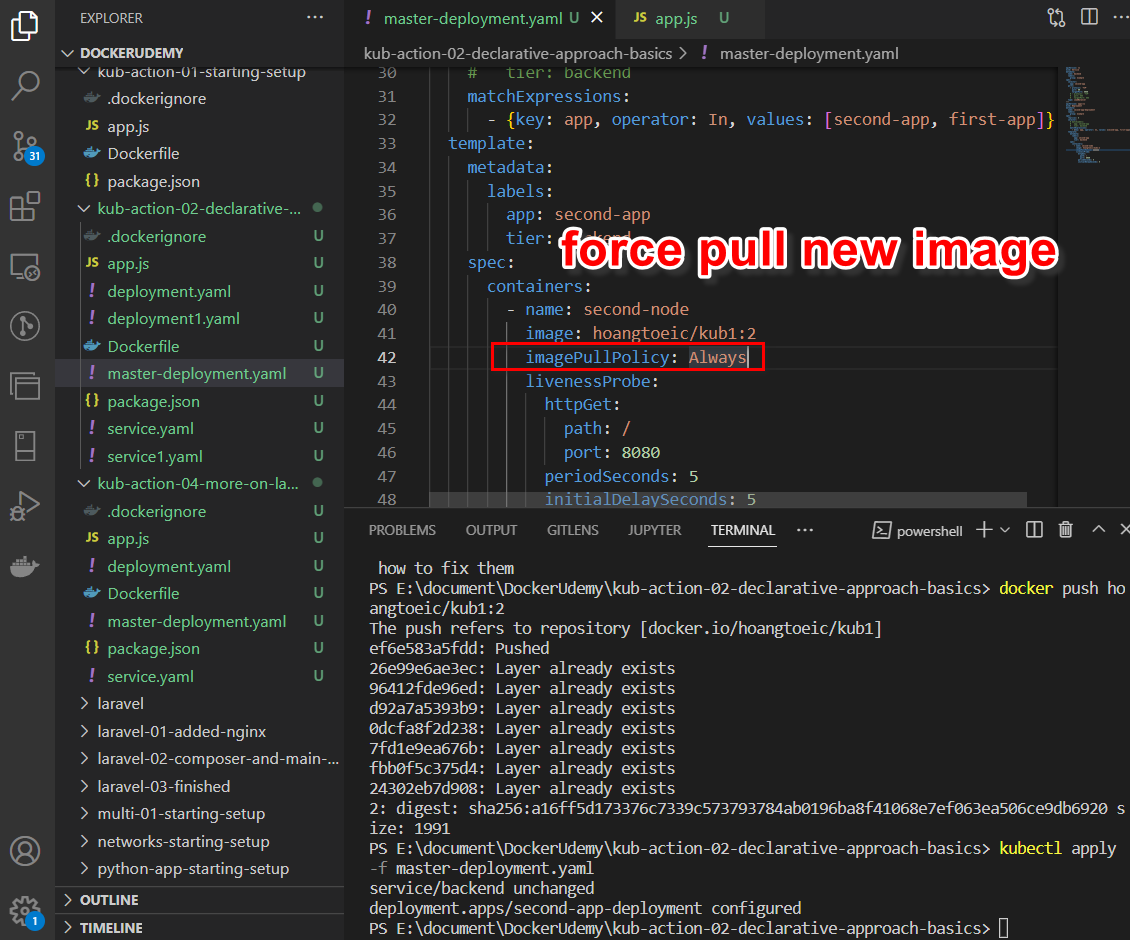 EXPLORER
DOCKERUDEMY
kub-action-01-starting-setup
.dockerignore
JS app.js
Dockerfile
{} package.json
kub-action-02-declarative-...
.dockerignore U
JS app.js U
! deployment.yaml U
! deployment1.yaml U
Dockerfile U
! master-deployment.yaml U
{} package.json U
! service.yaml U
! service1.yaml U
kub-action-04-more-on-la...
.dockerignore U
JS app.js U
! deployment.yaml U
Dockerfile U
! master-deployment.yaml U
{} package.json U
! service.yaml U
laravel
laravel-01-added-nginx
laravel-02-composer-and-main-...
laravel-03-finished
multi-01-starting-setup
networks-starting-setup
python-app-starting-setup
OUTLINE
TIMELINE
31
1
! master-deployment.yaml U
JS app.js U
kub-action-02-declarative-approach-basics > ! master-deployment.yaml
30 # tier: backend
31 matchExpressions:
32 - {key: app, operator: In, values: [second-app, first-app]}
33 template:
34 metadata:
35 labels:
36 app: second-app
37 tier:
force pull new image
38 spec:
39 containers:
40 - name: second-node
41 image: hoangtoeic/kub1:2
42 imagePullPolicy: Always
43 livenessProbe:
44 httpGet:
45 path: /
46 port: 8080
47 periodSeconds: 5
48 initialDelaySeconds: 5
PROBLEMS OUTPUT GITLENS JUPYTER TERMINAL ... powershell
how to fix them
PS E:\document\DockerUdemy\kub-action-02-declarative-approach-basics> docker push ho
angtoeic/kub1:2
The push refers to repository [docker.io/hoangtoeic/kub1]
ef6e583a5fdd: Pushed
26e99e6ae3ec: Layer already exists
96412fde96ed: Layer already exists
d92a7a5393b9: Layer already exists
0dcfa8f2d238: Layer already exists
7fd1e9ea676b: Layer already exists
fbb0f5c375d4: Layer already exists
24302eb7d908: Layer already exists
2: digest: sha256:a16ff5d173376c7339c573793784ab0196ba8f41068e7ef063ea506ce9db6920 s
ize: 1991
PS E:\document\DockerUdemy\kub-action-02-declarative-approach-basics> kubectl apply
-f master-deployment.yaml
service/backend unchanged
deployment.apps/second-app-deployment configured
PS E:\document\DockerUdemy\kub-action-02-declarative-approach-basics>